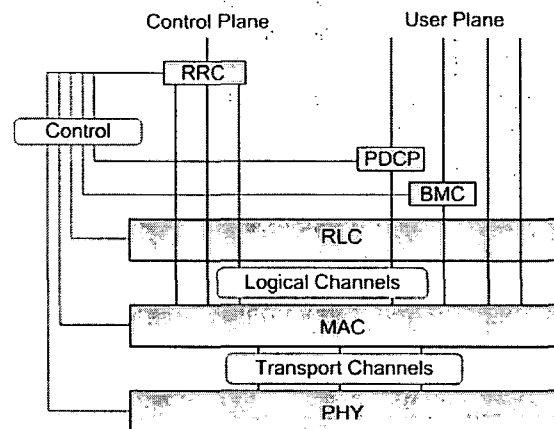 Control Plane
User Plane
RRC
Control
PDCP
BMC
RLC
Logical Channels
MAC
Transport Channels
PHY